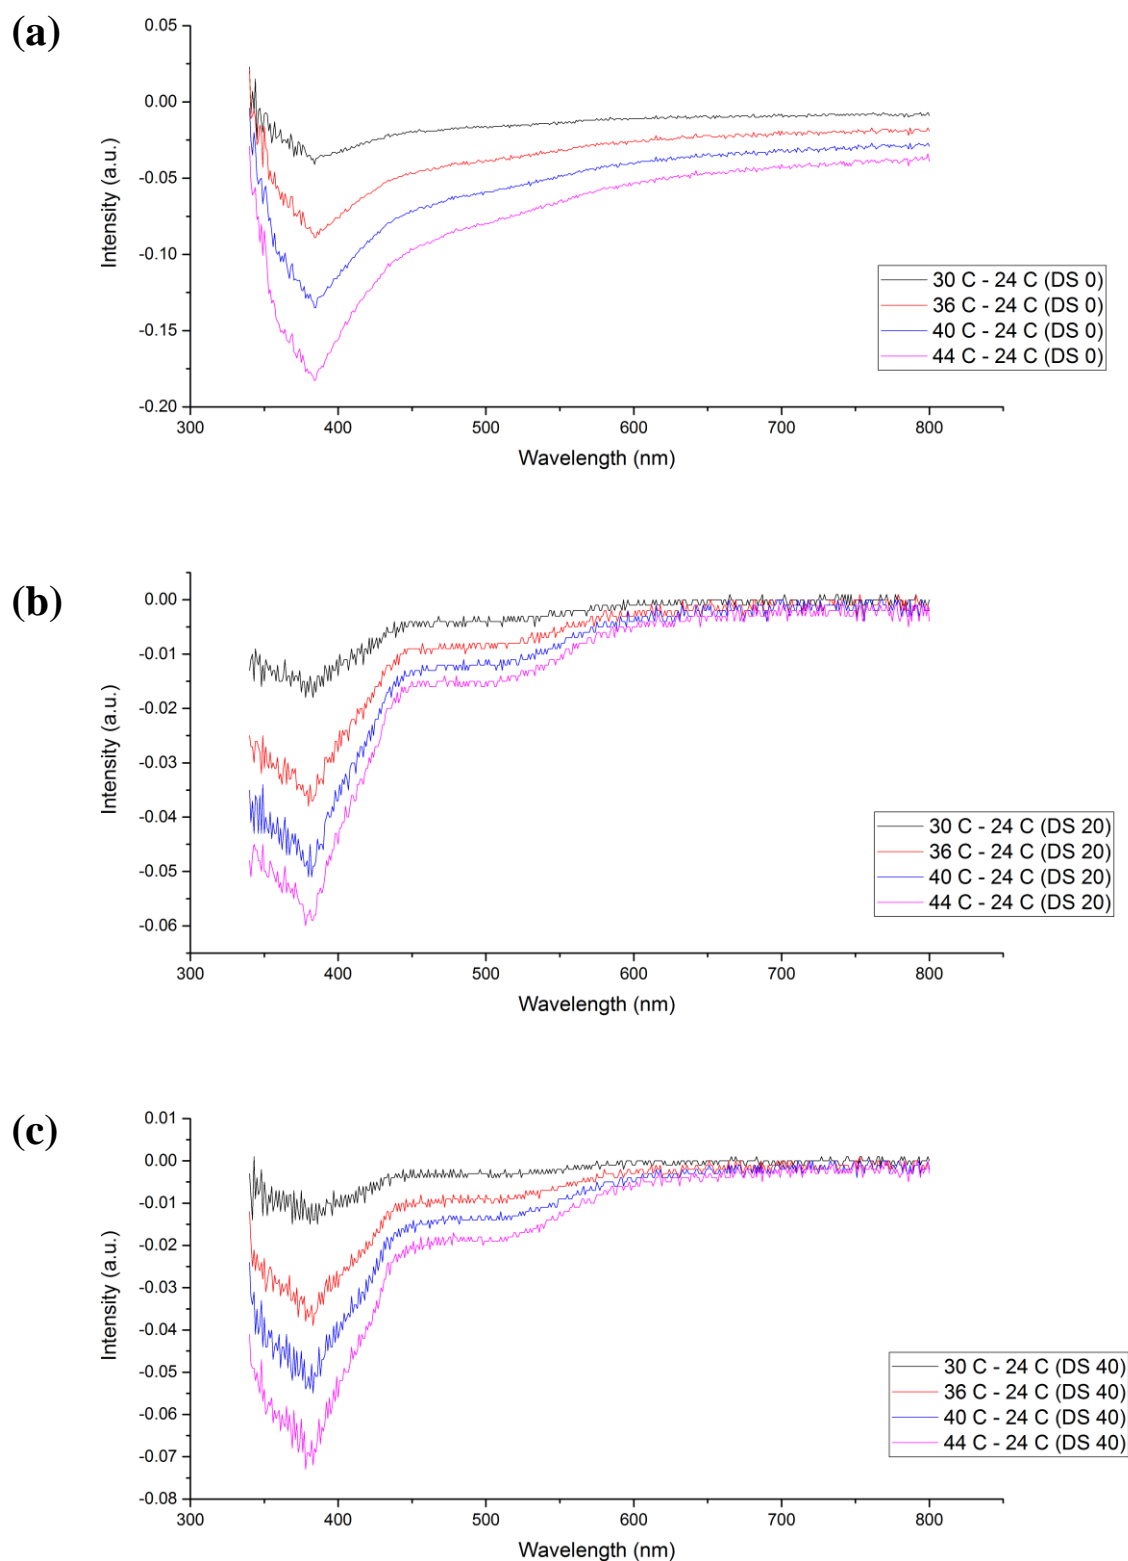 (a)
0.05
0.00
-0.05
-0.10
-0.15
-0.20
Intensity (a.u.)
300 400 500 600 700 800
Wavelength (nm)
30 C - 24 C (DS 0)
36 C - 24 C (DS 0)
40 C - 24 C (DS 0)
44 C - 24 C (DS 0)
(b)
0.00
-0.01
-0.02
-0.03
-0.04
-0.05
-0.06
Intensity (a.u.)
300 400 500 600 700 800
Wavelength (nm)
30 C - 24 C (DS 20)
36 C - 24 C (DS 20)
40 C - 24 C (DS 20)
44 C - 24 C (DS 20)
(c)
0.01
0.00
-0.01
-0.02
-0.03
-0.04
-0.05
-0.06
-0.07
-0.08
Intensity (a.u.)
300 400 500 600 700 800
Wavelength (nm)
30 C - 24 C (DS 40)
36 C - 24 C (DS 40)
40 C - 24 C (DS 40)
44 C - 24 C (DS 40)